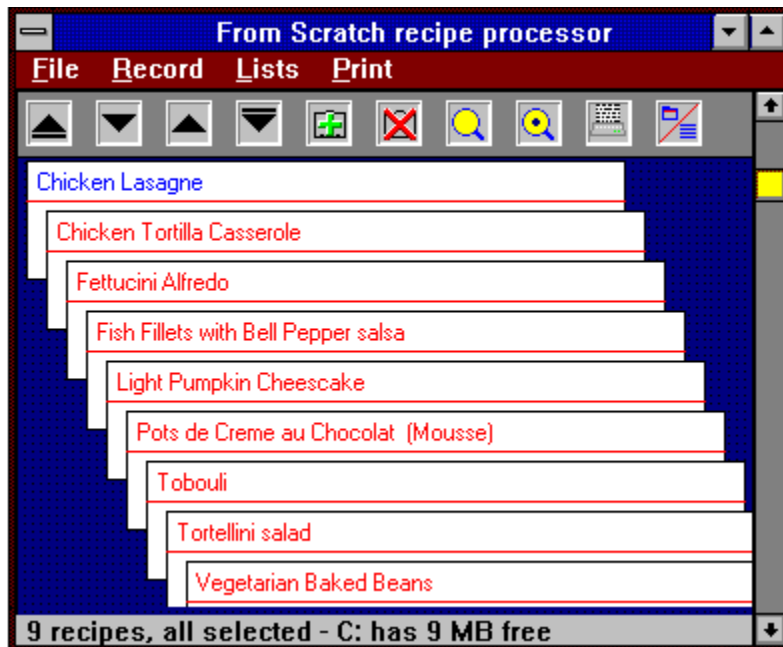 From Scratch recipe processor
File Record Lists Print
Chicken Lasagne
Chicken Tortilla Casserole
Fettucini Alfredo
Fish Fillets with Bell Pepper salsa
Light Pumpkin Cheescake
Pots de Creme au Chocolat (Mousse)
Tobouli
Tortellini salad
Vegetarian Baked Beans
9 recipes, all selected - C: has 9 MB free